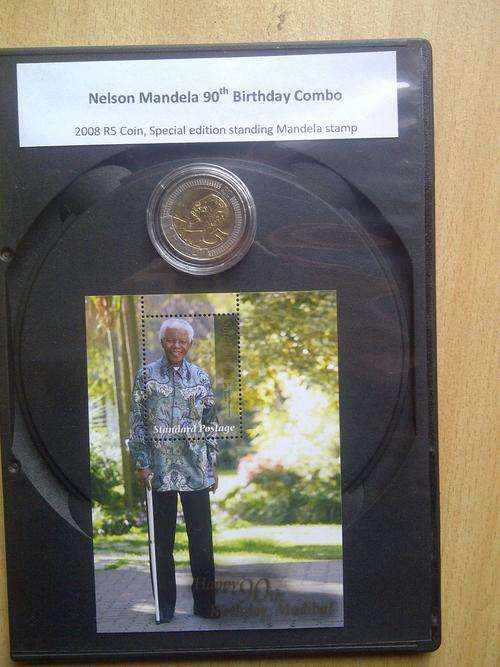 Nelson Mandela 90th Birthday Combo
2008 R5 Coin, Special edition standing Mandela stamp
Standard Postage
Happy 90th
Birthday, Madiba!